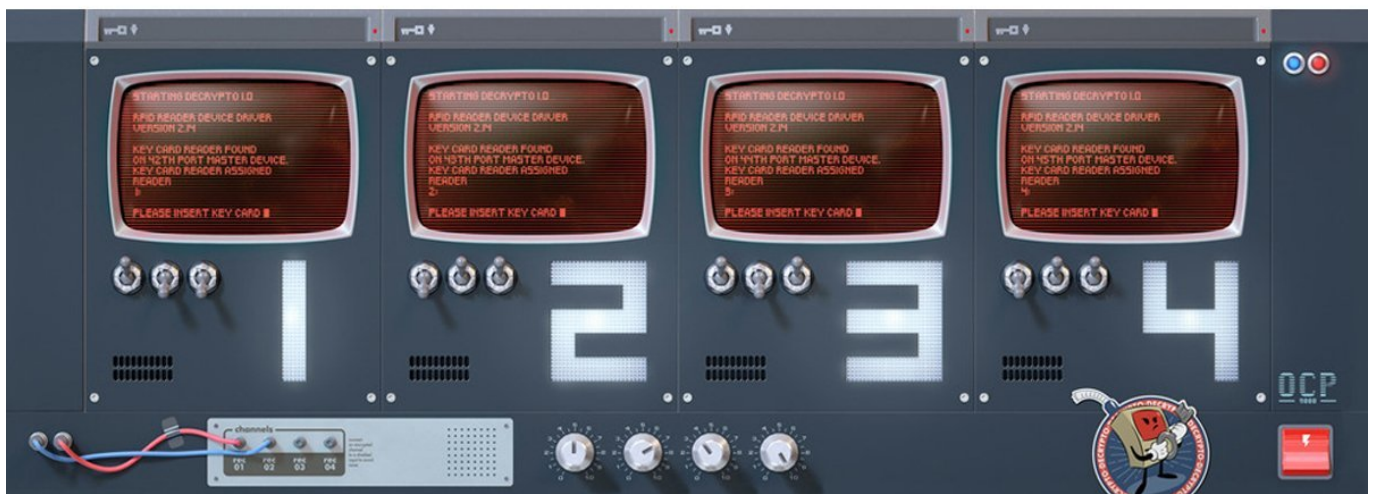 STARTING DECRYPTO 1.0
RFID READER DEVICE DRIVER
VERSION 2.14
KEY CARD READER FOUND
ON 42TH PORT MASTER DEVICE.
KEY CARD READER ASSIGNED
READER
1>
PLEASE INSERT KEY CARD
1
STARTING DECRYPTO 1.0
RFID READER DEVICE DRIVER
VERSION 2.14
KEY CARD READER FOUND
ON 43TH PORT MASTER DEVICE.
KEY CARD READER ASSIGNED
READER
2>
PLEASE INSERT KEY CARD
2
STARTING DECRYPTO 1.0
RFID READER DEVICE DRIVER
VERSION 2.14
KEY CARD READER FOUND
ON 44TH PORT MASTER DEVICE.
KEY CARD READER ASSIGNED
READER
3>
PLEASE INSERT KEY CARD
3
STARTING DECRYPTO 1.0
RFID READER DEVICE DRIVER
VERSION 2.14
KEY CARD READER FOUND
ON 45TH PORT MASTER DEVICE.
KEY CARD READER ASSIGNED
READER
4>
PLEASE INSERT KEY CARD
4
OCP
channels
rec 01
rec 02
rec 03
rec 04
DECRYPTO